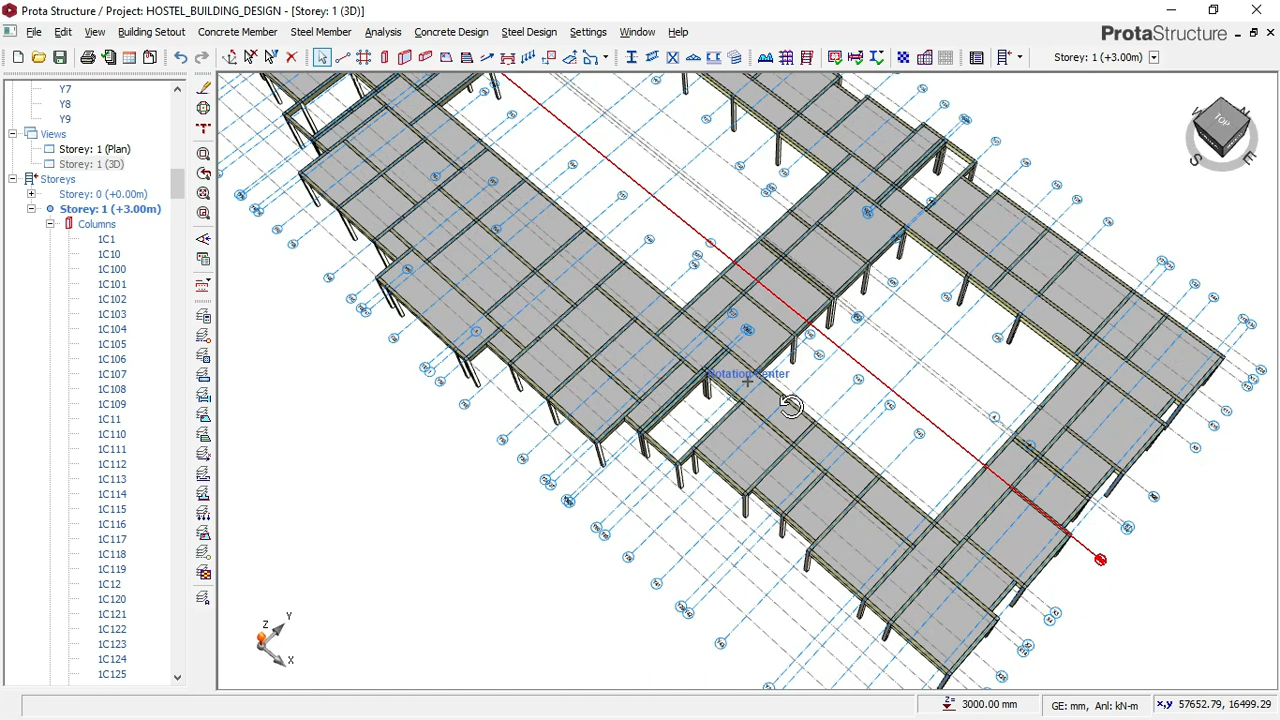 Prota Structure / Project: HOSTEL_BUILDING_DESIGN - [Storey: 1 (3D)]
File Edit View Building Setout Concrete Member Steel Member Analysis Concrete Design Steel Design Settings Window Help
ProtaStructure
Storey: 1 (+3.00m)
Y7
Y8
Y9
Views
Storey: 1 (Plan)
Storey: 1 (3D)
Storeys
Storey: 0 (+0.00m)
Storey: 1 (+3.00m)
Columns
1C1
1C10
1C100
1C101
1C102
1C103
1C104
1C105
1C106
1C107
1C108
1C109
1C11
1C110
1C111
1C112
1C113
1C114
1C115
1C116
1C117
1C118
1C119
1C12
1C120
1C121
1C122
1C123
1C124
1C125
TOP
S
E
Rotation Center
Z
Y
X
Z=
3000.00 mm
GE: mm, Anl: kN-m
x,y
57652.79, 16499.29